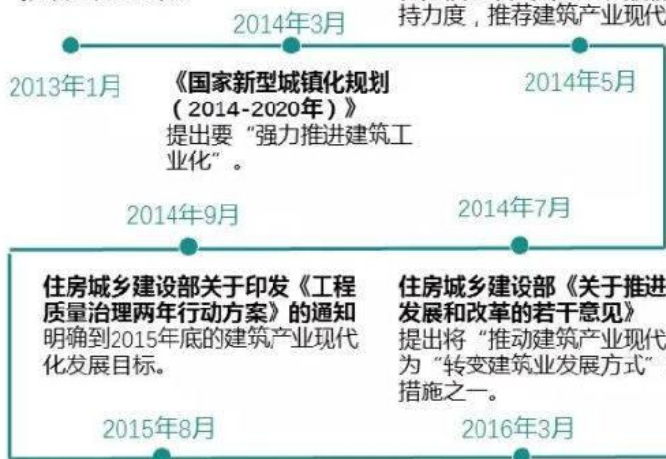 2014年3月
持力度，推荐建筑产业现代
2013年1月
《国家新型城镇化规划
（2014-2020年）》
提出要“强力推进建筑工
业化”。
2014年5月
2014年9月
2014年7月
住房城乡建设部关于印发《工程
质量治理两年行动方案》的通知
明确到2015年底的建筑产业现代
化发展目标。
住房城乡建设部《关于推进
发展和改革的若干意见》
提出将“推动建筑产业现代
为“转变建筑业发展方式”
措施之一。
2015年8月
2016年3月